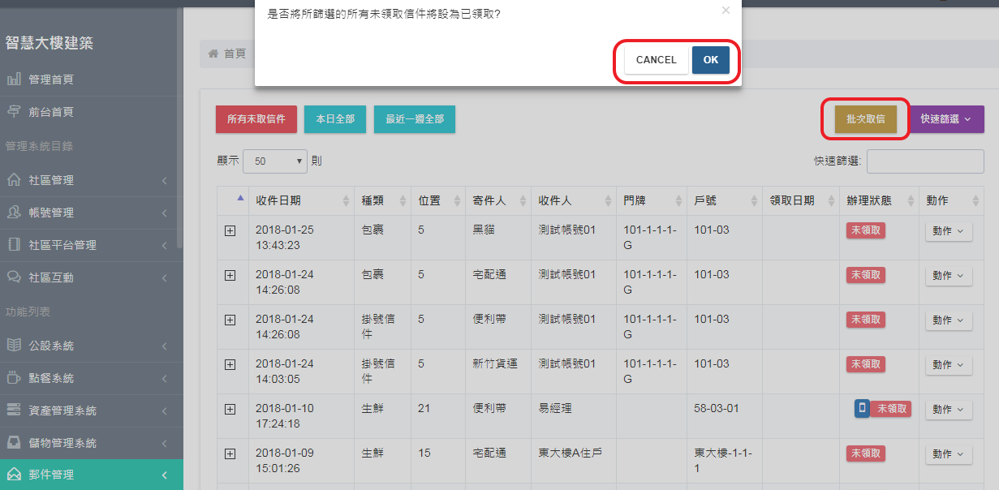 是否將所篩選的所有未領取信件將設為已領取?
×
CANCEL
OK
智慧大樓建築
管理首頁
前台首頁
管理系統目錄
社區管理
帳號管理
社區平台管理
社區互動
功能列表
公設系統
點餐系統
資產管理系統
儲物管理系統
郵件管理
首頁
所有未取信件
本日全部
最近一週全部
批次取信
快速篩選
顯示 50 則
快速篩選:
收件日期 種類 位置 寄件人 收件人 門牌 戶號 領取日期 辦理狀態 動作
2018-01-25 包裹 5 黑貓 測試帳號01 101-1-1-1- 101-03 未領取 動作
13:43:23 G
2018-01-24 包裹 5 宅配通 測試帳號01 101-1-1-1- 101-03 未領取 動作
14:26:08 G
2018-01-24 掛號信 5 便利帶 測試帳號01 101-1-1-1- 101-03 未領取 動作
14:26:08 件 G
2018-01-24 掛號信 5 新竹貨運 測試帳號01 101-1-1-1- 101-03 未領取 動作
14:03:05 件 G
2018-01-10 生鮮 21 便利帶 易經理 58-03-01 未領取 動作
17:24:18
2018-01-09 生鮮 15 宅配通 東大樓A住戶 東大樓-1-1- 未領取 動作
15:01:26 1